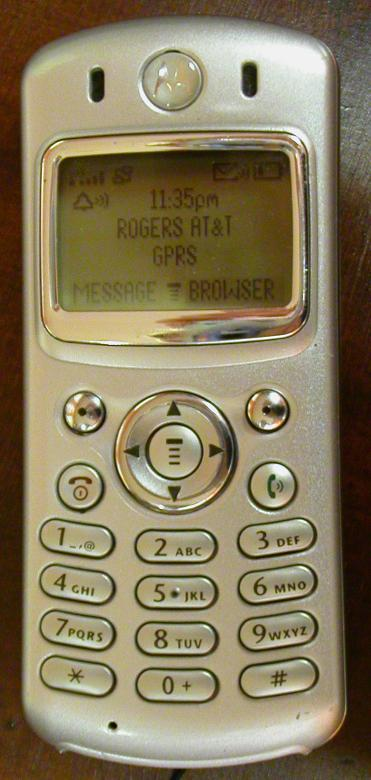 11:35pm
ROGERS AT&T
GPRS
MESSAGE BROWSER
1 _,@ 2 ABC 3 DEF
4 GHI 5 JKL 6 MNO
7 PQRS 8 TUV 9 WXYZ
* 0 + #